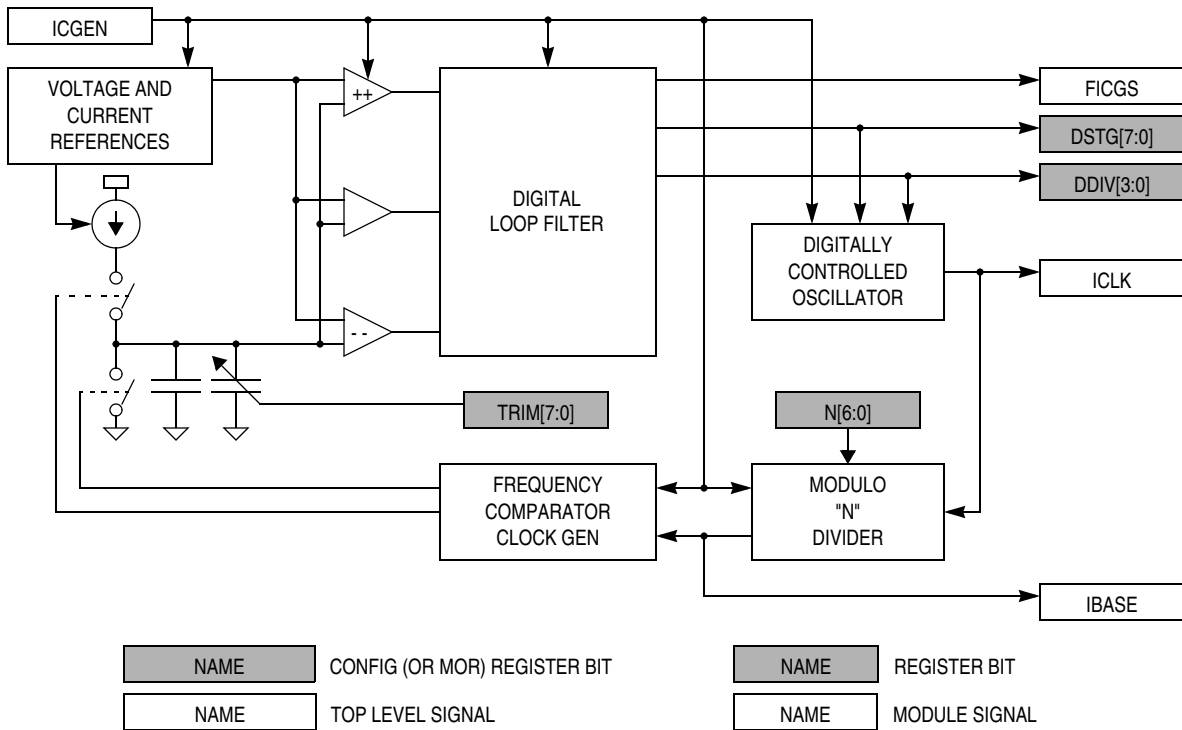 ICGEN
VOLTAGE AND
CURRENT
REFERENCES
++
- -
DIGITAL
LOOP FILTER
FICGS
DSTG[7:0]
DDIV[3:0]
DIGITALLY
CONTROLLED
OSCILLATOR
ICLK
TRIM[7:0]
N[6:0]
FREQUENCY
COMPARATOR
CLOCK GEN
MODULO
"N"
DIVIDER
IBASE
NAME CONFIG (OR MOR) REGISTER BIT
NAME REGISTER BIT
NAME TOP LEVEL SIGNAL
NAME MODULE SIGNAL